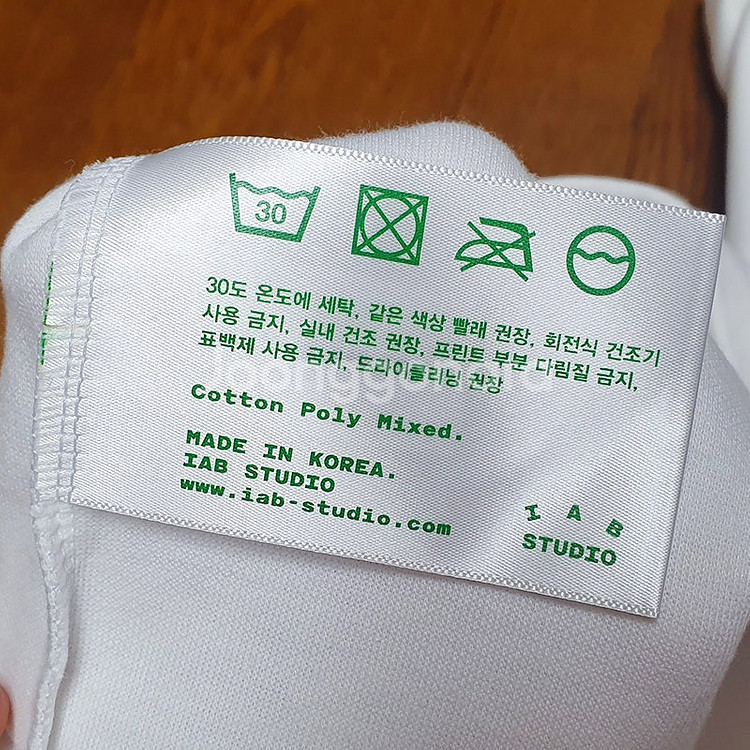 30
30도 온도에 세탁, 같은 색상 빨래 권장, 회전식 건조기
사용 금지, 실내 건조 권장, 프린트 부분 다림질 금지,
표백제 사용 금지, 드라이클리닝 권장
Cotton Poly Mixed.
MADE IN KOREA.
IAB STUDIO
www.iab-studio.com
I A B
STUDIO